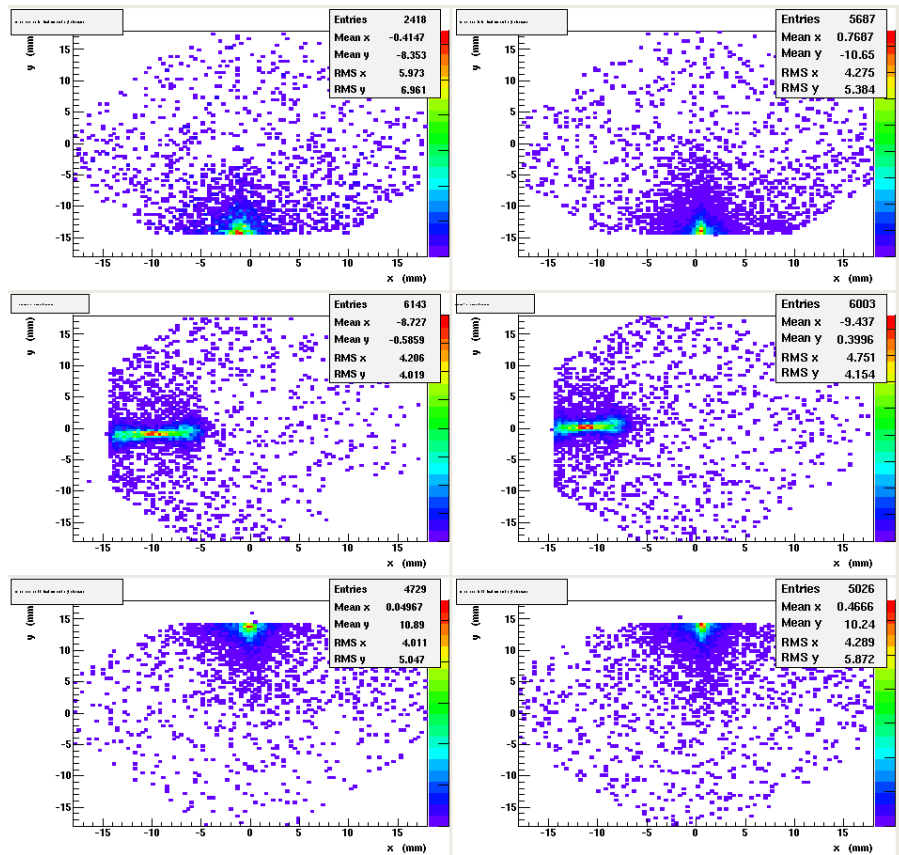 Entries 2418
Mean x -0.4147
Mean y -8.353
RMS x 5.973
RMS y 6.961
y (mm)
15
10
5
0
-5
-10
-15
-15 -10 -5 0 5 10 15
x (mm)
Entries 5687
Mean x 0.7687
Mean y -10.65
RMS x 4.275
RMS y 5.384
y (mm)
15
10
5
0
-5
-10
-15
-15 -10 -5 0 5 10 15
x (mm)
Entries 6143
Mean x -8.727
Mean y -0.5859
RMS x 4.206
RMS y 4.019
y (mm)
15
10
5
0
-5
-10
-15
-15 -10 -5 0 5 10 15
x (mm)
Entries 6003
Mean x -9.437
Mean y 0.3996
RMS x 4.751
RMS y 4.154
y (mm)
15
10
5
0
-5
-10
-15
-15 -10 -5 0 5 10 15
x (mm)
Entries 4729
Mean x 0.04967
Mean y 10.89
RMS x 4.011
RMS y 5.047
y (mm)
15
10
5
0
-5
-10
-15
-15 -10 -5 0 5 10 15
x (mm)
Entries 5026
Mean x 0.4666
Mean y 10.24
RMS x 4.289
RMS y 5.872
y (mm)
15
10
5
0
-5
-10
-15
-15 -10 -5 0 5 10 15
x (mm)